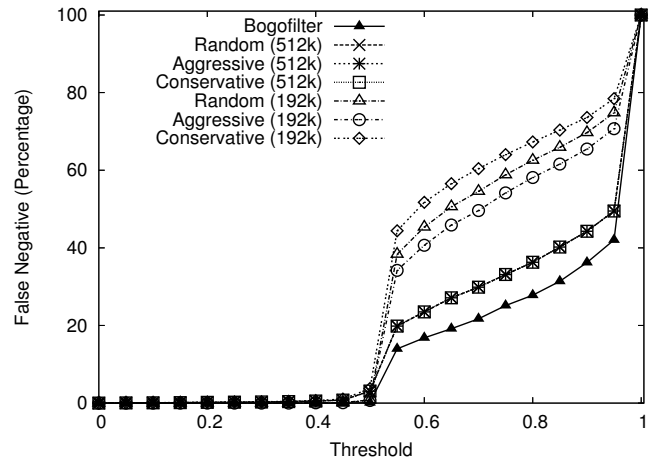 Bogofilter
Random (512k)
Aggressive (512k)
Conservative (512k)
Random (192k)
Aggressive (192k)
Conservative (192k)
100
80
60
40
20
0
False Negative (Percentage)
0 0.2 0.4 0.6 0.8 1
Threshold